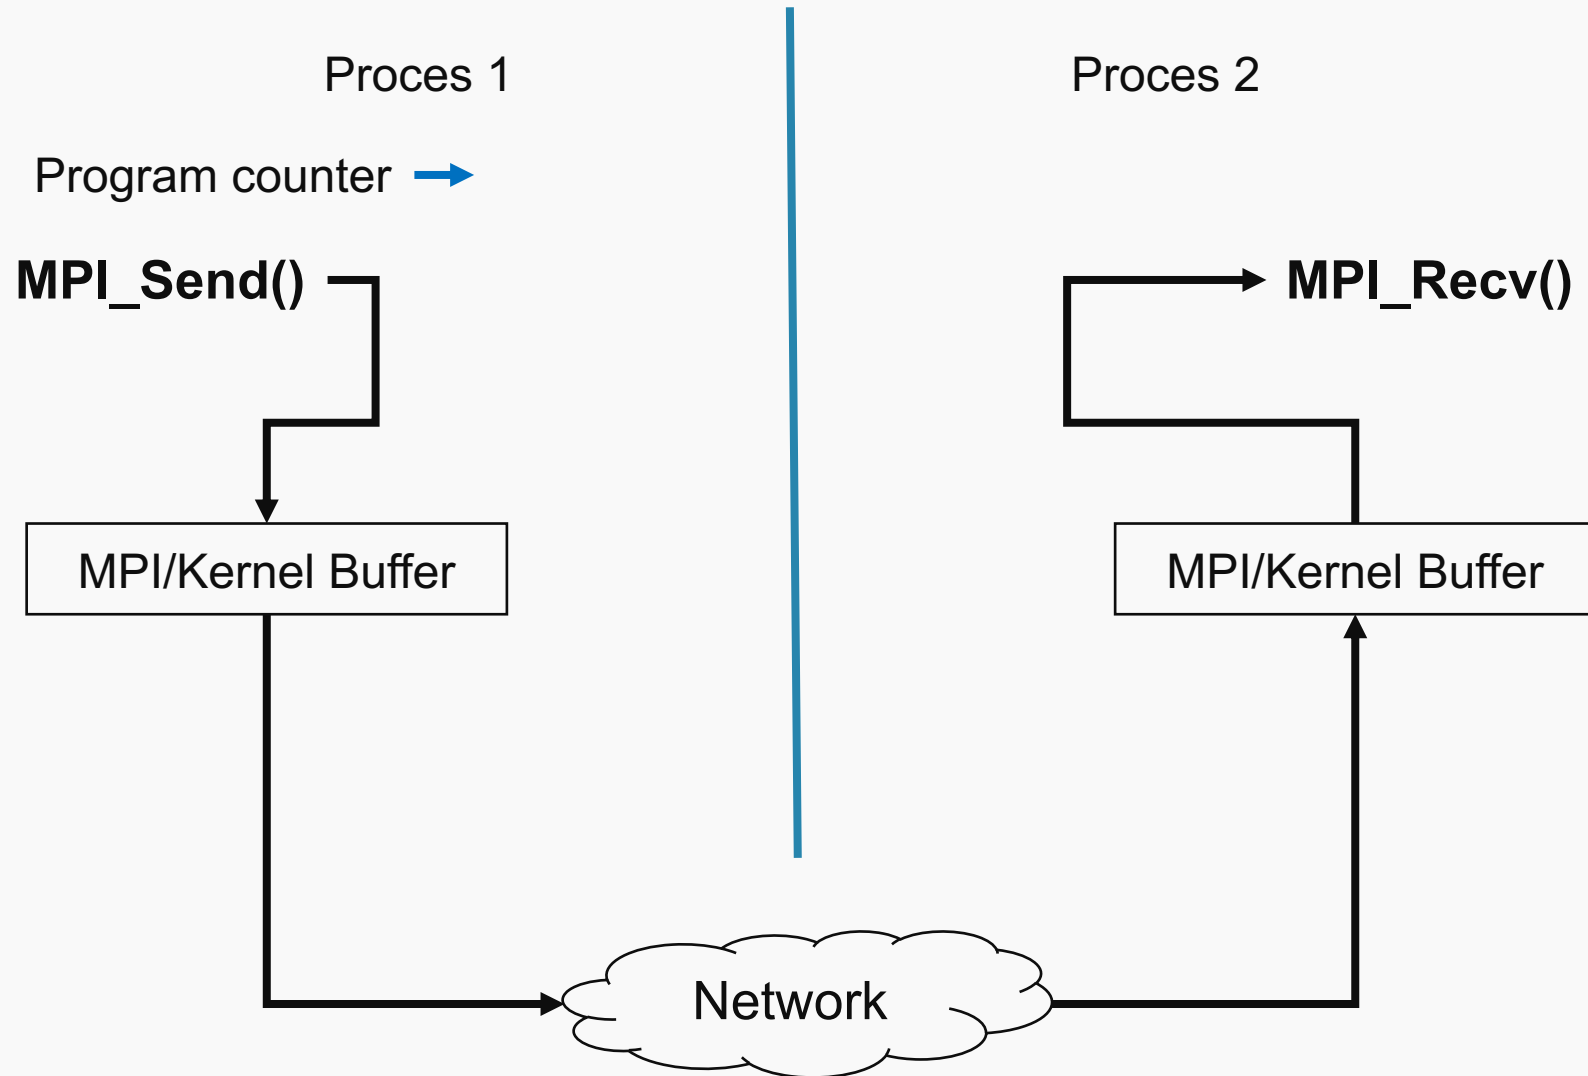 Proces 1
Proces 2
Program counter
MPI_Send()
MPI_Recv()
MPI/Kernel Buffer
MPI/Kernel Buffer
Network